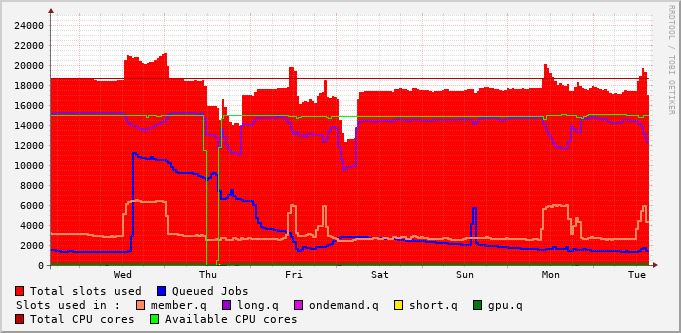 24000
22000
20000
18000
16000
14000
12000
10000
8000
6000
4000
2000
0
Wed Thu Fri Sat Sun Mon Tue
RRDTOOL / TOBI OETIKER
Total slots used Queued Jobs
Slots used in : member.q long.q ondemand.q short.q gpu.q
Total CPU cores Available CPU cores